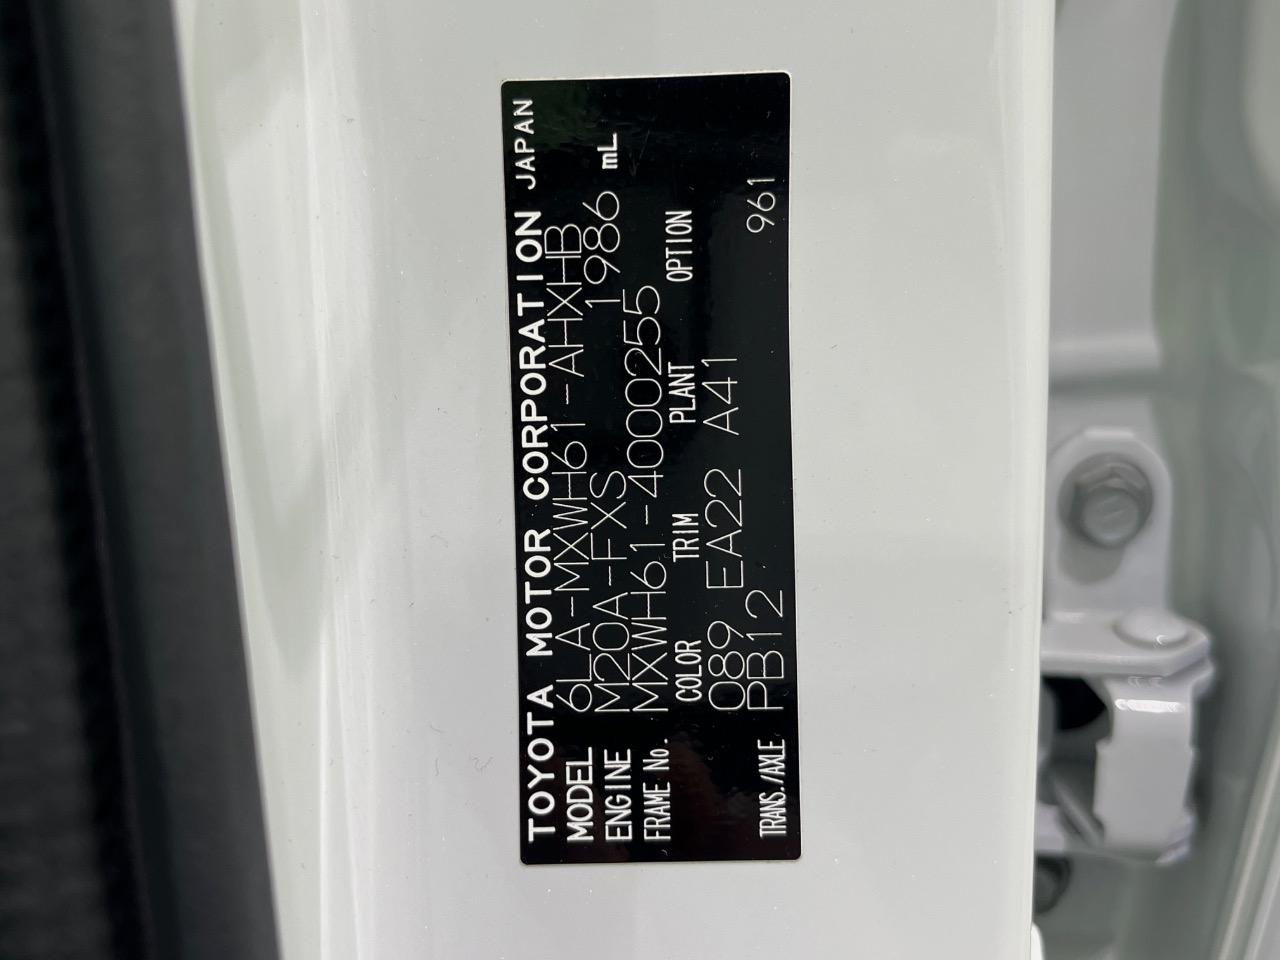 TOYOTA MOTOR CORPORATION JAPAN
MODEL 6LA-MXWH61-AHXHB
ENGINE M20A-FXS 1986 mL
FRAME No. MXWH61-4000255
COLOR TRIM PLANT OPTION
089 EA22 A41
TRANS./AXLE PB12 961